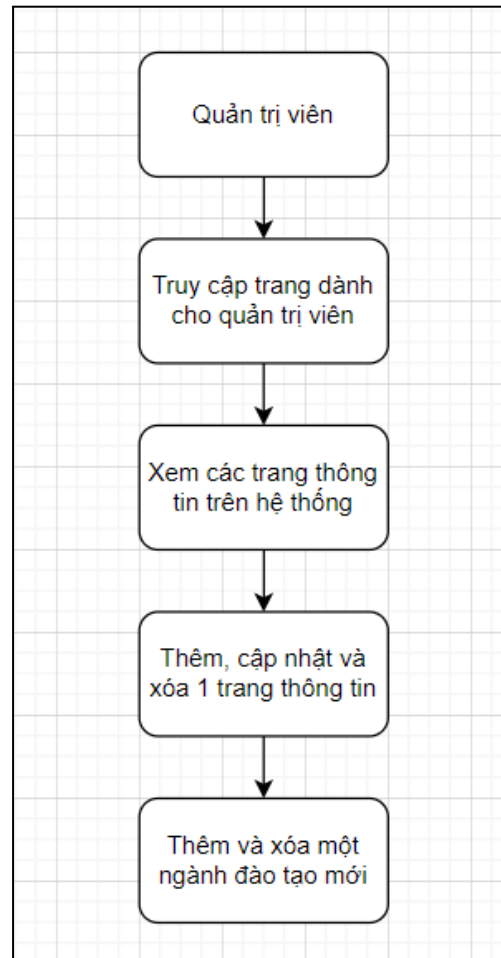 Quản trị viên
Truy cập trang dành
cho quản trị viên
Xem các trang thông
tin trên hệ thống
Thêm, cập nhật và
xóa 1 trang thông tin
Thêm và xóa một
ngành đào tạo mới